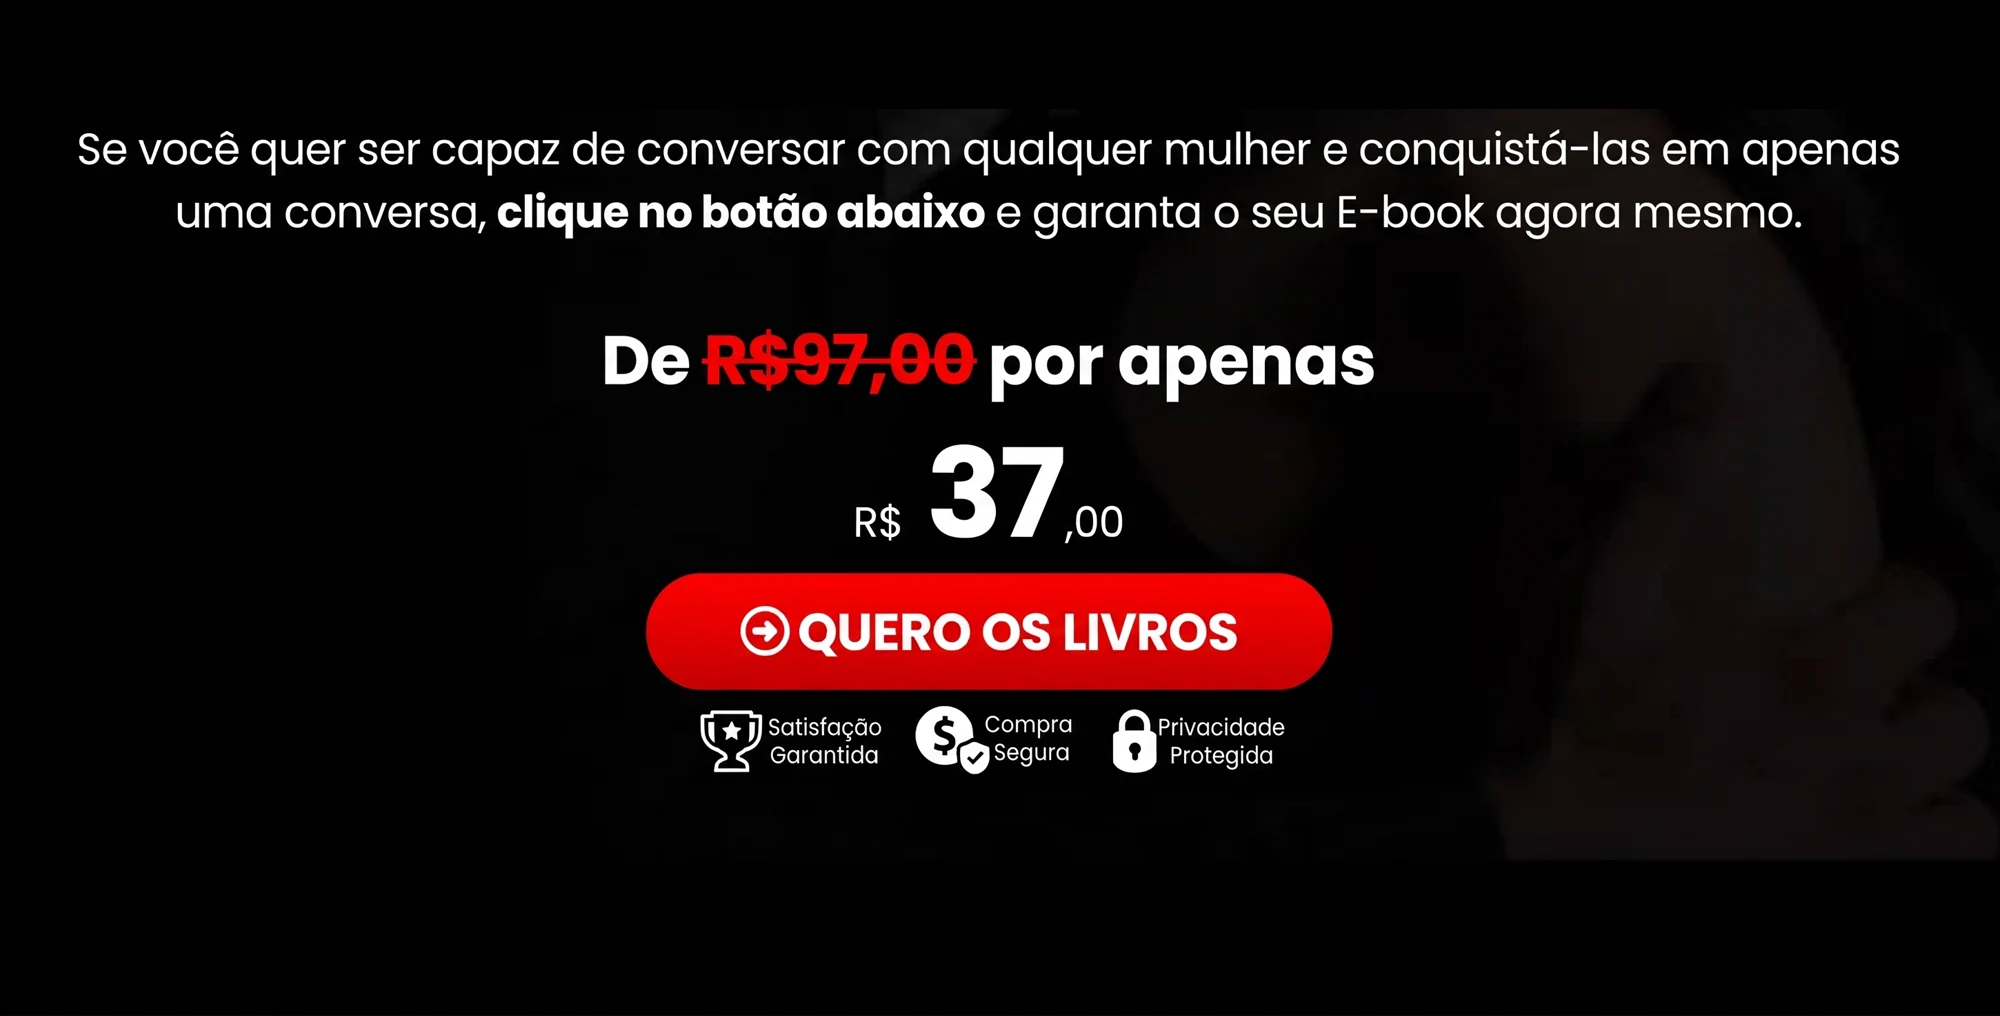 Se você quer ser capaz de conversar com qualquer mulher e conquistá-las em apenas
uma conversa, clique no botão abaixo e garanta o seu E-book agora mesmo.
De R$97,00 por apenas
R$ 37,00
QUERO OS LIVROS
Satisfação
Garantida
Compra
Segura
Privacidade
Protegida